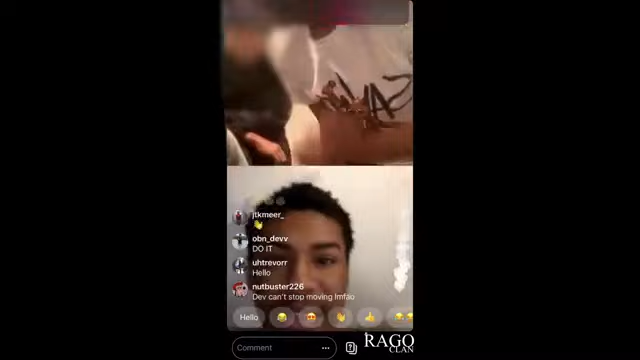 jtkmeer_
👋
obn_devv
DO IT
uhtrevorr
Hello
nutbuster226
Dev can't stop moving lmfao
Hello 😂 😍 👋 👍 😂
Comment
RAGO
CLAN